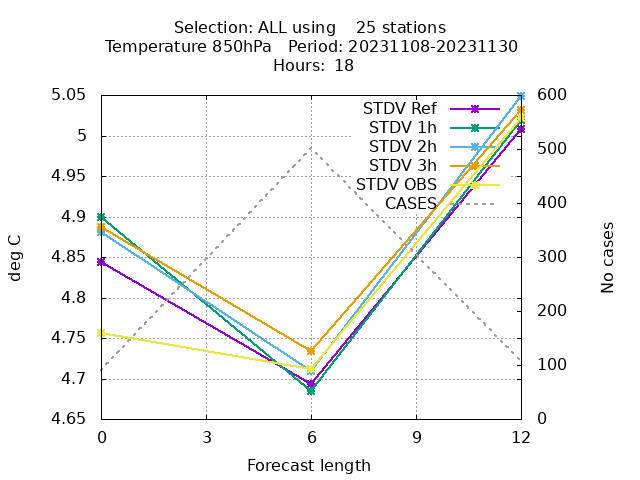 Selection: ALL using    25 stations
Temperature 850hPa   Period: 20231108-20231130
Hours: 18
5.05
5
4.95
4.9
4.85
4.8
4.75
4.7
4.65
deg C
STDV Ref
STDV 1h
STDV 2h
STDV 3h
STDV OBS
CASES
600
500
400
300
200
100
0
No cases
0 3 6 9 12
Forecast length